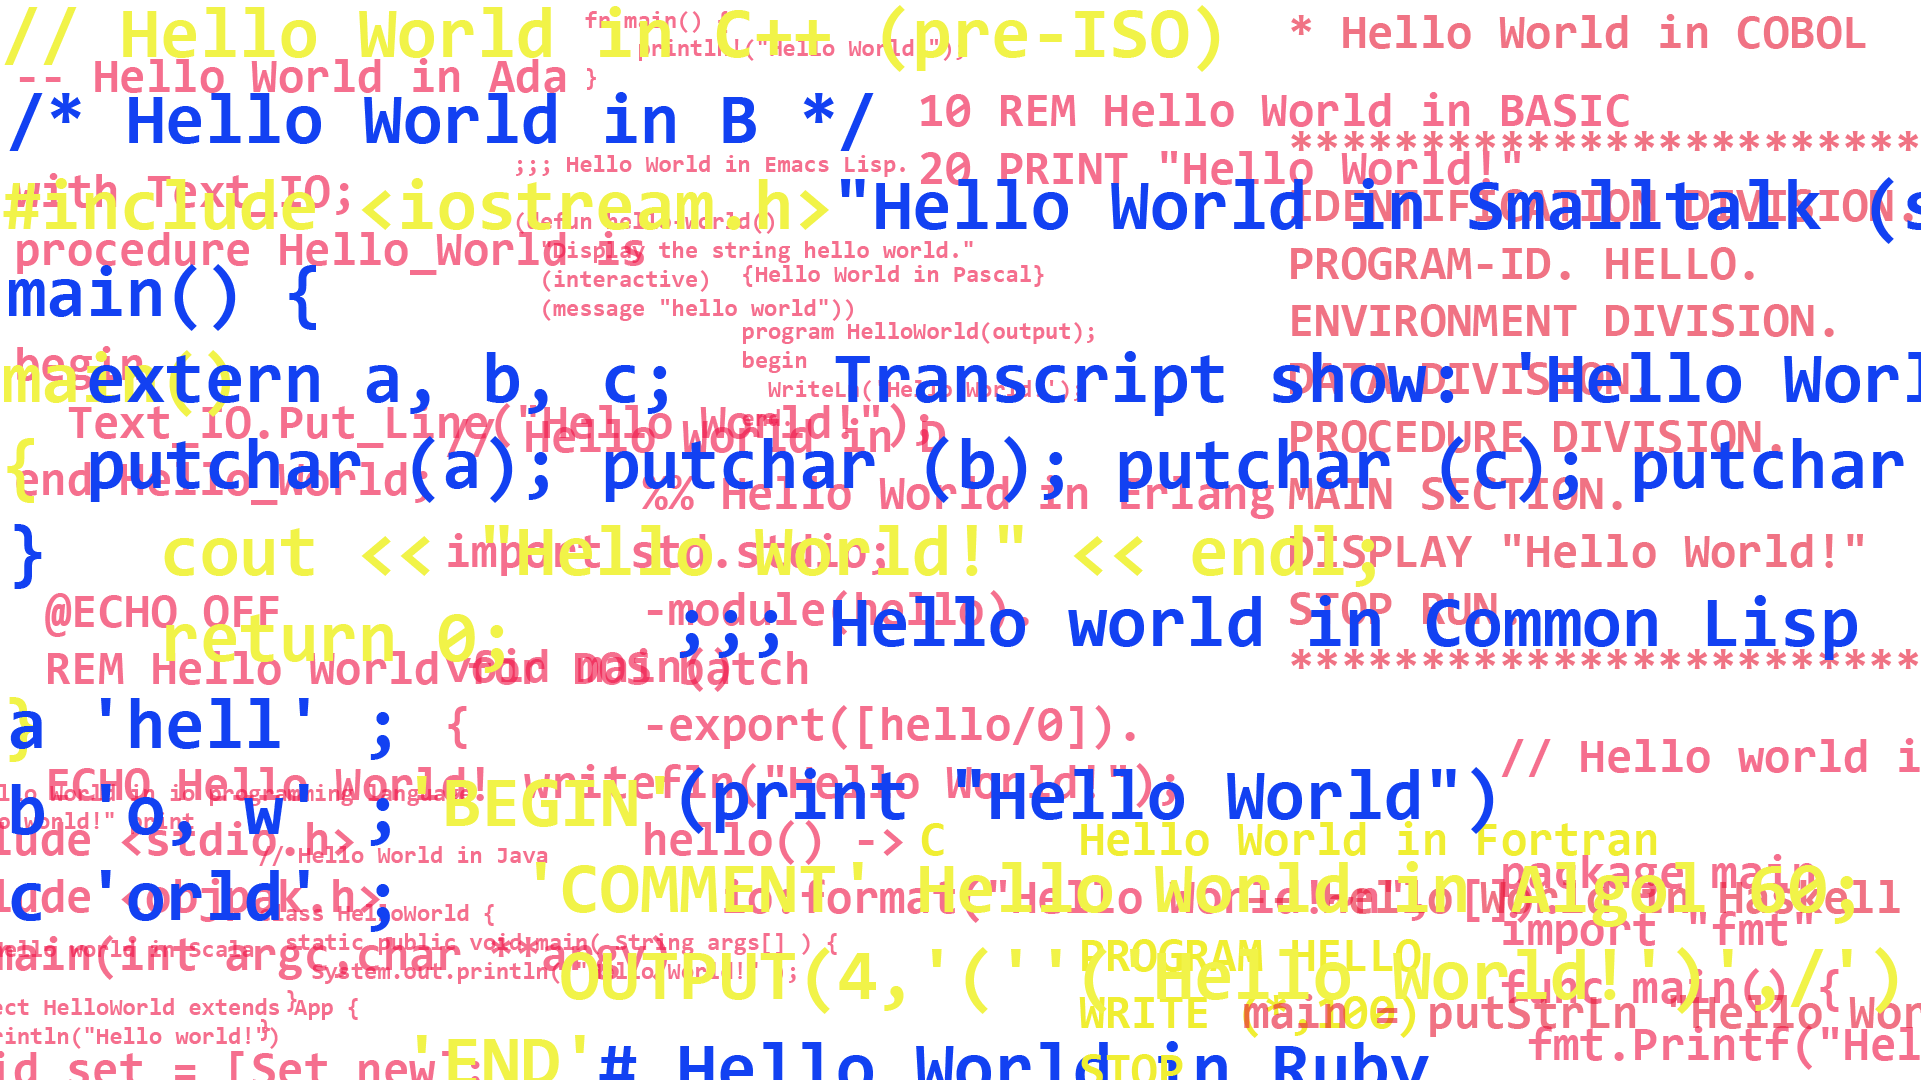 // Hello World in C++ (pre-ISO)
#include <iostream.h>
main()
{
cout << "Hello World!" << endl;
return 0;
}
fn main() {
println!("Hello World!");
}
* Hello World in COBOL
*************************
IDENTIFICATION DIVISION.
PROGRAM-ID. HELLO.
ENVIRONMENT DIVISION.
DATA DIVISION.
PROCEDURE DIVISION.
MAIN SECTION.
DISPLAY "Hello World!"
STOP RUN.
*************************
-- Hello World in Ada
with Text_IO;
procedure Hello_World is
begin
Text_IO.Put_Line("Hello World!");
end Hello_World;
/* Hello World in B */
main() {
extern a, b, c;
putchar (a); putchar (b); putchar (c); putchar
}
a 'hell' ;
b 'o, w' ;
c 'orld' ;
10 REM Hello World in BASIC
20 PRINT "Hello World!"
;;; Hello World in Emacs Lisp.
(defun hello-world()
"Display the string hello world."
(interactive)
(message "hello world"))
"Hello World in Smalltalk (s
Transcript show: 'Hello Worl
{Hello World in Pascal}
program HelloWorld(output);
begin
WriteLn('Hello World!');
end.
// Hello World in D
import std.stdio;
void main()
{
writefln("Hello World!");
%% Hello World in Erlang
-module(hello).
-export([hello/0]).
hello() ->
io:format("Hello World!~n", [
@ECHO OFF
REM Hello World for DOS batch
ECHO Hello World!
;;; Hello world in Common Lisp
(print "Hello World")
// Hello world i
package main
import "fmt"
func main() {
fmt.Printf("Hel
lo World in io programming language
o world!" print
lude <stdio.h>
lude <objpak.h>
main(int argc,char **argv)
id set = [Set new];
// Hello World in Java
class HelloWorld {
static public void main( String args[] ) {
System.out.println( "Hello World!" );
}
}
Hello world in Scala
ect HelloWorld extends App {
rintln("Hello world!")
'BEGIN'
'COMMENT' Hello World in Algol 60;
OUTPUT(4,'(''('Hello World!')',/')
'END'
C Hello World in Fortran
PROGRAM HELLO
WRITE (*,100)
STOP
Hello World in Haskell
main = putStrLn "Hello Wor
# Hello World in Ruby